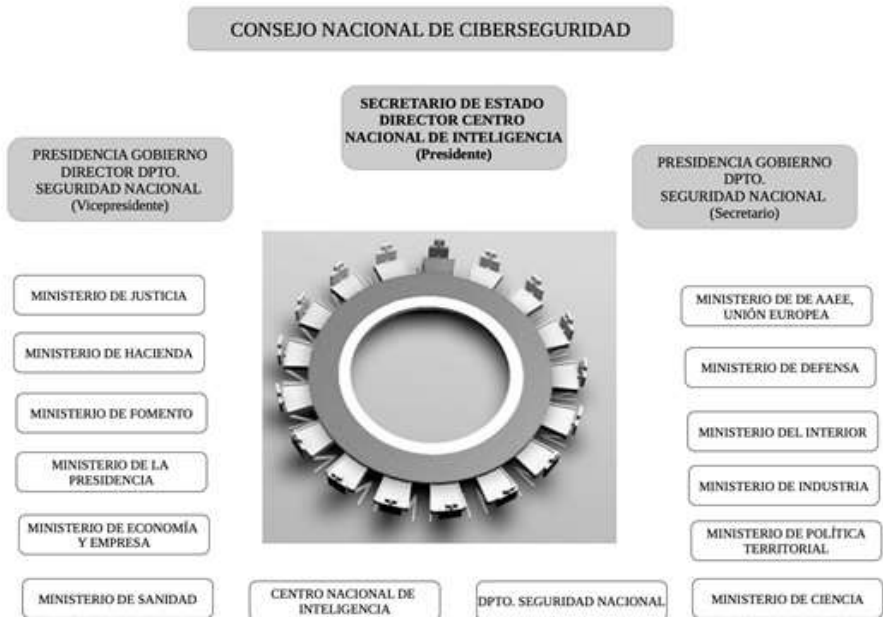 CONSEJO NACIONAL DE CIBERSEGURIDAD
SECRETARIO DE ESTADO
DIRECTOR CENTRO
NACIONAL DE INTELIGENCIA
(Presidente)
PRESIDENCIA GOBIERNO
DIRECTOR DPTO.
SEGURIDAD NACIONAL
(Vicepresidente)
PRESIDENCIA GOBIERNO
DPTO.
SEGURIDAD NACIONAL
(Secretario)
MINISTERIO DE JUSTICIA
MINISTERIO DE HACIENDA
MINISTERIO DE FOMENTO
MINISTERIO DE LA
PRESIDENCIA
MINISTERIO DE ECONOMÍA
Y EMPRESA
MINISTERIO DE SANIDAD
CENTRO NACIONAL DE
INTELIGENCIA
DPTO. SEGURIDAD NACIONAL
MINISTERIO DE DE AAEE,
UNIÓN EUROPEA
MINISTERIO DE DEFENSA
MINISTERIO DEL INTERIOR
MINISTERIO DE INDUSTRIA
MINISTERIO DE POLÍTICA
TERRITORIAL
MINISTERIO DE CIENCIA